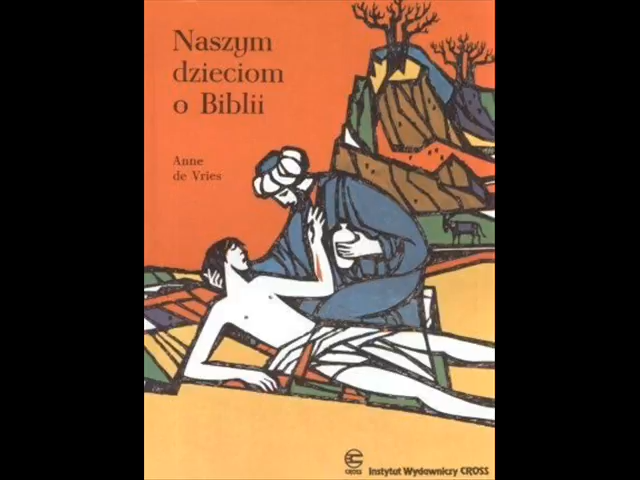 Naszym
dzieciom
o Biblii
Anne
de Vries
CROSS
Instytut Wydawniczy CROSS